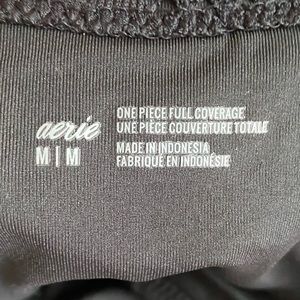 aerie
M | M
ONE PIECE FULL COVERAGE
UNE PIÈCE COUVERTURE TOTALE
MADE IN INDONESIA
FABRIQUÉ EN INDONÉSIE